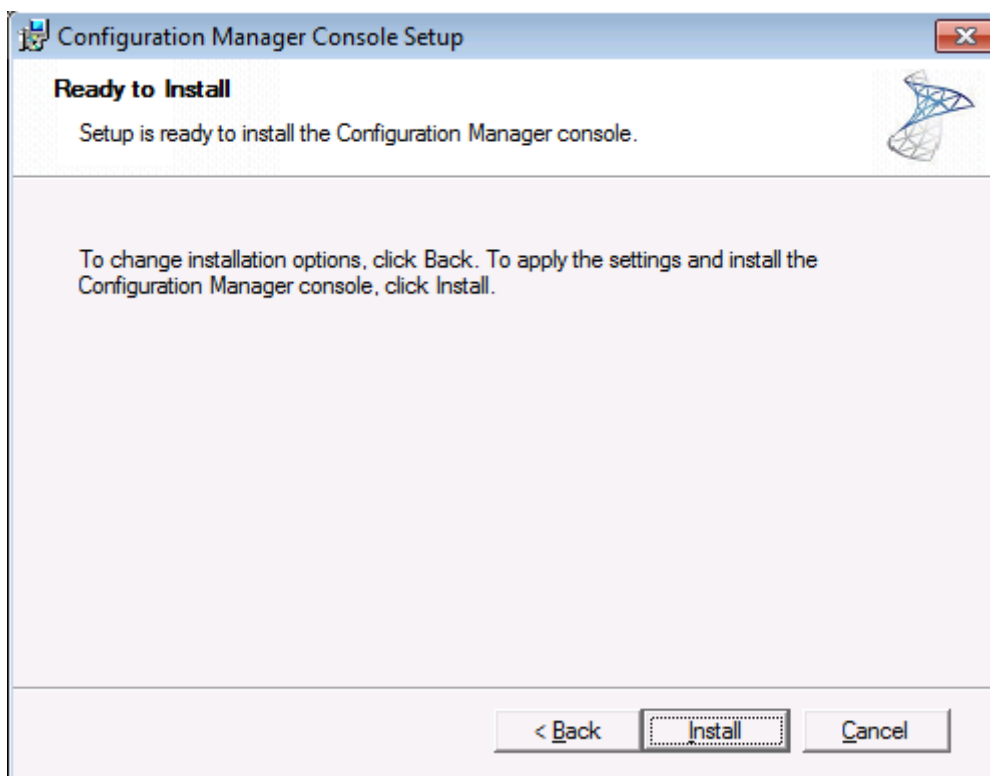 Configuration Manager Console Setup
Ready to Install
Setup is ready to install the Configuration Manager console.
To change installation options, click Back. To apply the settings and install the
Configuration Manager console, click Install.
< Back Install Cancel